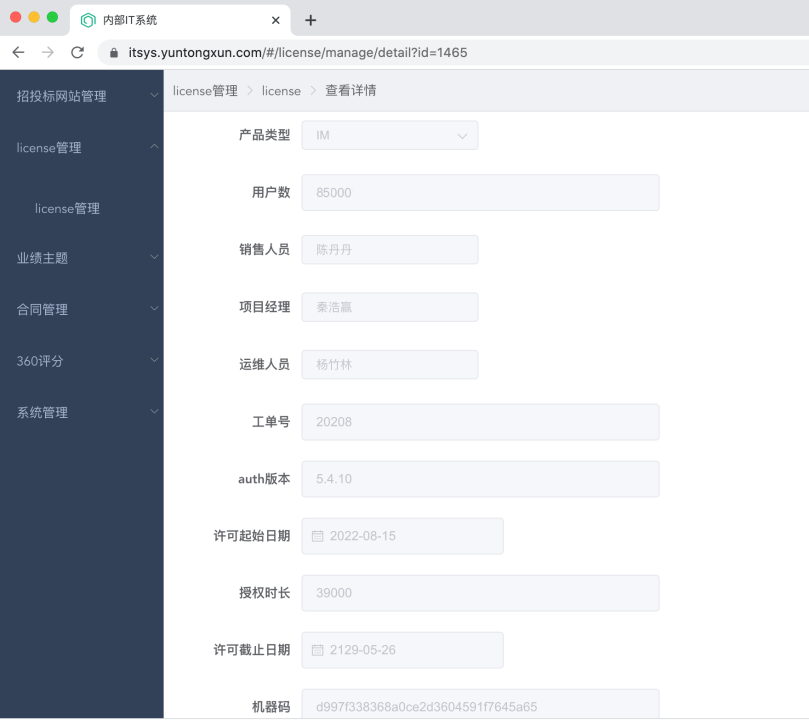 内部IT系统
itsys.yuntongxun.com/#/license/manage/detail?id=1465
招投标网站管理
license管理
license管理
业绩主题
合同管理
360评分
系统管理
license管理 > license > 查看详情
产品类型 IM
用户数 85000
销售人员 陈丹丹
项目经理 秦浩赢
运维人员 杨竹林
工单号 20208
auth版本 5.4.10
许可起始日期 2022-08-15
授权时长 39000
许可截止日期 2129-05-26
机器码 d997f338368a0ce2d3604591f7645a65